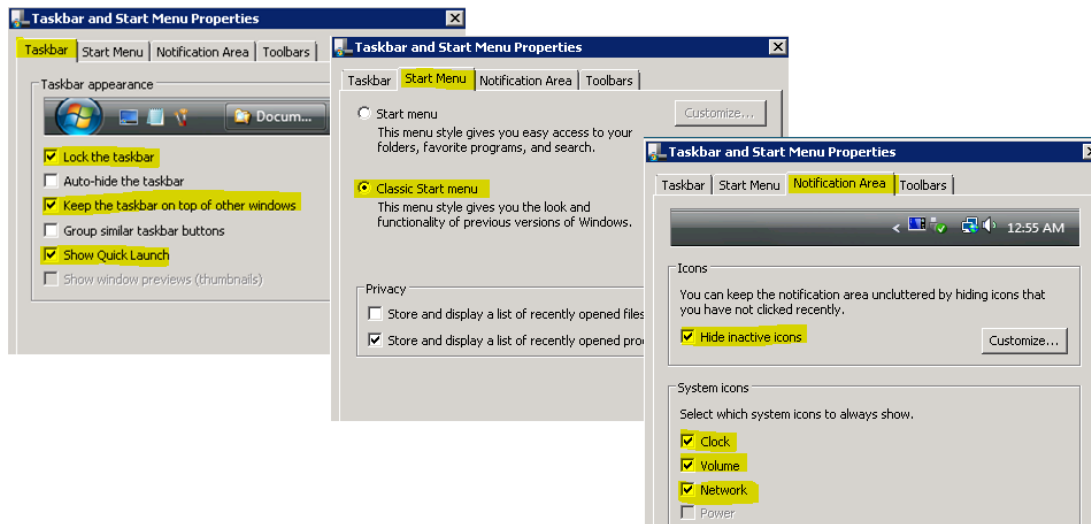 Taskbar and Start Menu Properties
Taskbar Start Menu Notification Area Toolbars
Taskbar appearance
Docum...
Lock the taskbar
Auto-hide the taskbar
Keep the taskbar on top of other windows
Group similar taskbar buttons
Show Quick Launch
Show window previews (thumbnails)
Taskbar and Start Menu Properties
Taskbar Start Menu Notification Area Toolbars
Start menu
Customize...
This menu style gives you easy access to your
folders, favorite programs, and search.
Classic Start menu
This menu style gives you the look and
functionality of previous versions of Windows.
Privacy
Store and display a list of recently opened files
Store and display a list of recently opened pro
Taskbar and Start Menu Properties
Taskbar Start Menu Notification Area Toolbars
< 12:55 AM
Icons
You can keep the notification area uncluttered by hiding icons that
you have not clicked recently.
Hide inactive icons
Customize...
System icons
Select which system icons to always show.
Clock
Volume
Network
Power